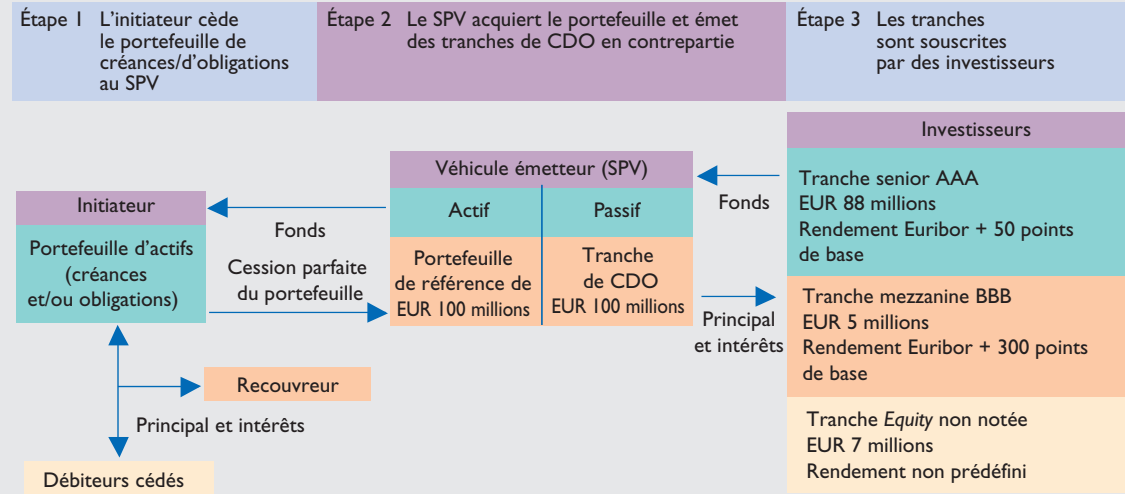 Étape 1 L'initiateur cède
le portefeuille de
créances/d'obligations
au SPV
Étape 2 Le SPV acquiert le portefeuille et émet
des tranches de CDO en contrepartie
Étape 3 Les tranches
sont souscrites
par des investisseurs
Initiateur
Portefeuille d'actifs
(créances
et/ou obligations)
Fonds
Cession parfaite
du portefeuille
Recouvreur
Principal et intérêts
Débiteurs cédés
Véhicule émetteur (SPV)
Actif
Passif
Portefeuille
de référence de
EUR 100 millions
Tranche
de CDO
EUR 100 millions
Fonds
Principal
et intérêts
Investisseurs
Tranche senior AAA
EUR 88 millions
Rendement Euribor + 50 points
de base
Tranche mezzanine BBB
EUR 5 millions
Rendement Euribor + 300 points
de base
Tranche Equity non notée
EUR 7 millions
Rendement non prédéfini